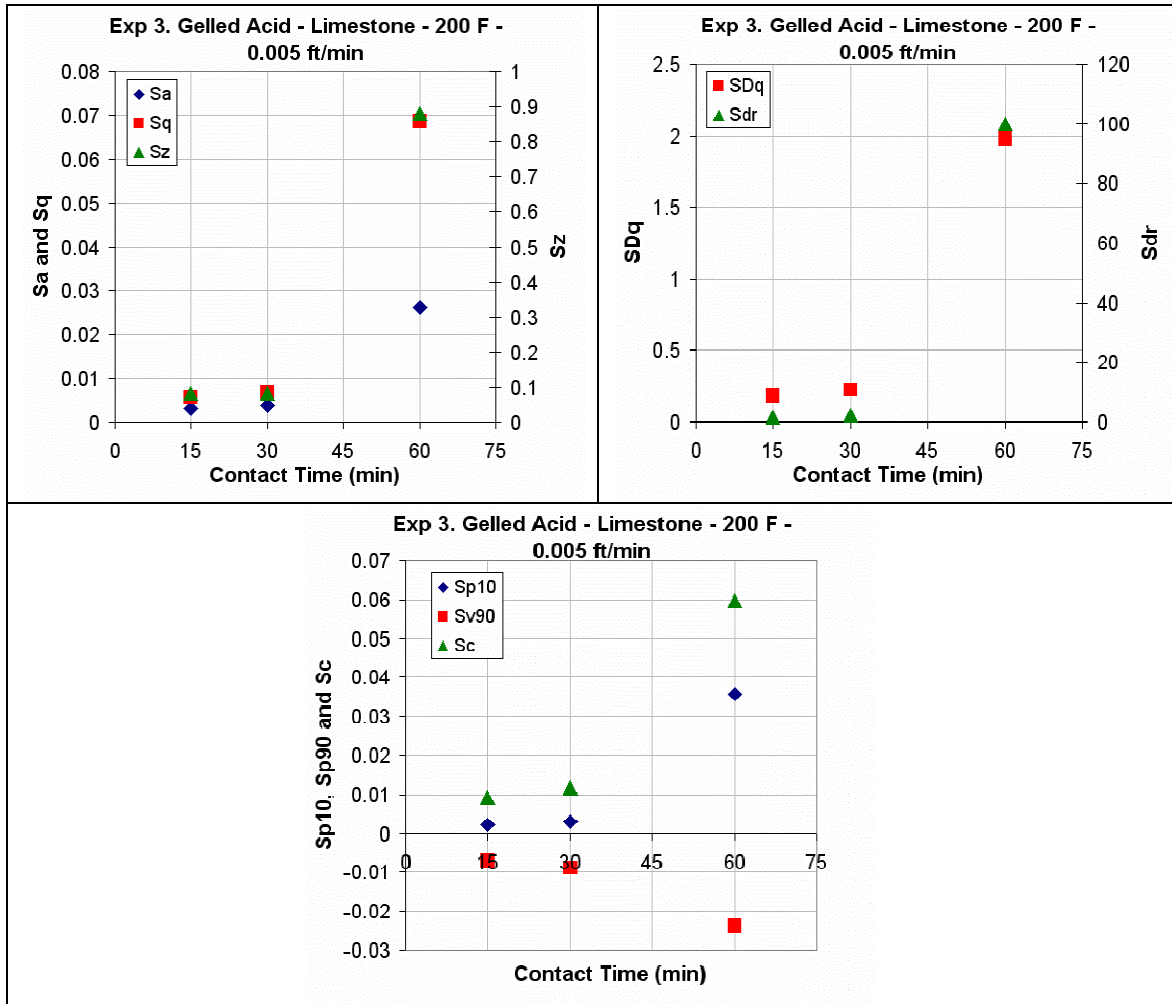 Exp 3. Gelled Acid - Limestone - 200 F -
0.005 ft/min
0.08
0.07
0.06
0.05
0.04
0.03
0.02
0.01
0
Sa and Sq
Sa
Sq
Sz
1
0.9
0.8
0.7
0.6
0.5
0.4
0.3
0.2
0.1
0
Sz
0 15 30 45 60 75
Contact Time (min)
Exp 3. Gelled Acid - Limestone - 200 F -
0.005 ft/min
2.5
2
1.5
1
0.5
0
SDq
SDq
Sdr
120
100
80
60
40
20
0
Sdr
0 15 30 45 60 75
Contact Time (min)
Exp 3. Gelled Acid - Limestone - 200 F -
0.005 ft/min
0.07
0.06
0.05
0.04
0.03
0.02
0.01
0
-0.01
-0.02
-0.03
Sp10, Sp90 and Sc
Sp10
Sv90
Sc
0 15 30 45 60 75
Contact Time (min)